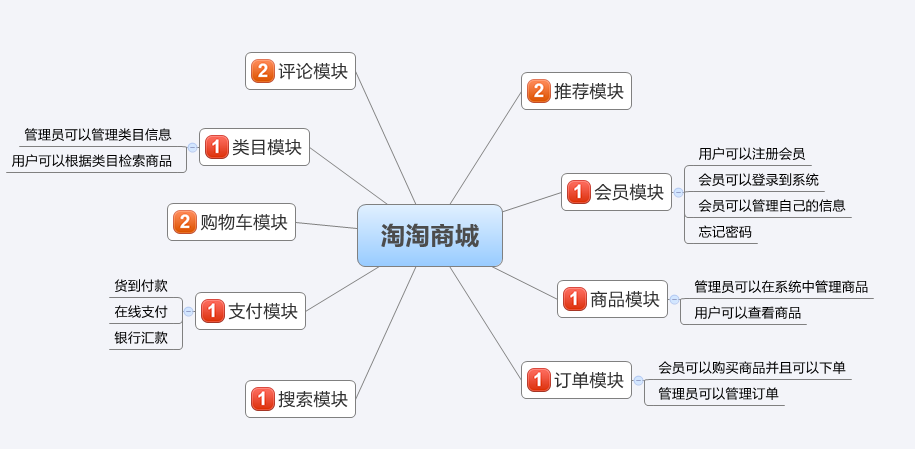 淘淘商城
2 推荐模块
1 会员模块
用户可以注册会员
会员可以登录到系统
会员可以管理自己的信息
忘记密码
1 商品模块
管理员可以在系统中管理商品
用户可以查看商品
1 订单模块
会员可以购买商品并且可以下单
管理员可以管理订单
2 评论模块
1 类目模块
管理员可以管理类目信息
用户可以根据类目检索商品
2 购物车模块
1 支付模块
货到付款
在线支付
银行汇款
1 搜索模块